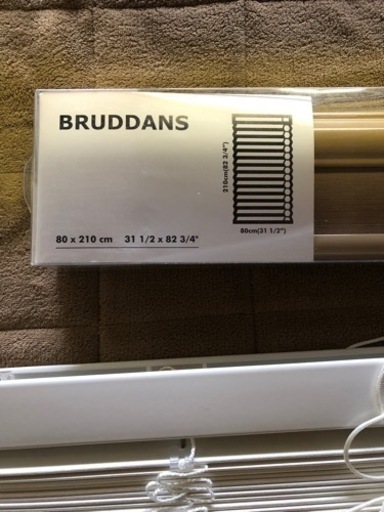 BRUDDANS
210cm(82 3/4")
80cm(31 1/2")
80 x 210 cm 31 1/2 x 82 3/4"